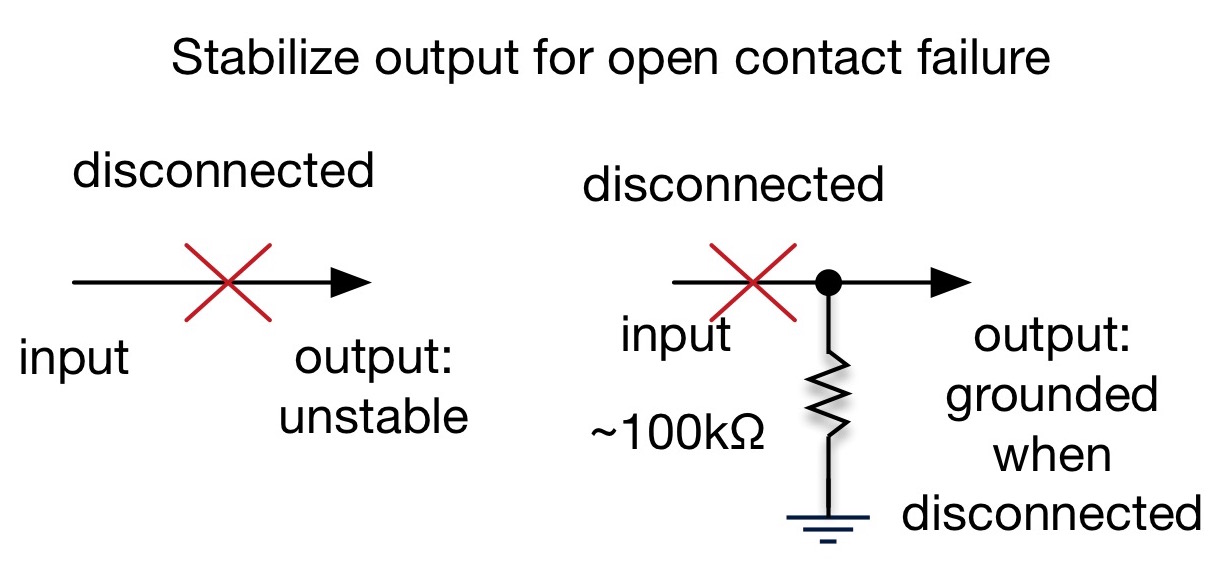 Stabilize output for open contact failure
disconnected
input
output:
unstable
disconnected
input
~100kΩ
output:
grounded
when
disconnected